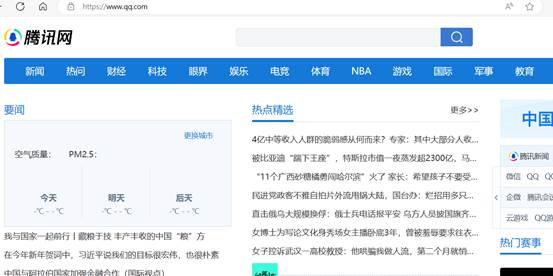 https://www.qq.com
腾讯网
新闻 热问 财经 科技 眼界 娱乐 电竞 体育 NBA 游戏 国际 军事 教育
要闻
更换城市
空气质量: PM2.5:
今天 明天 后天
-℃ - -℃ -℃ - -℃ -℃ - -℃
我与国家一起前行丨藏粮于技 丰产丰收的中国“粮”方
在今年新年贺词中，习近平说我们的目标很宏伟，也很朴素
中国与阿拉伯国家加强金融合作（国际视点）
热点精选 更多>>
4亿中等收入人群的脆弱感从何而来？专家：其中大部分人收...
被比亚迪“踹下王座”，特斯拉市值一夜蒸发超2300亿，马...
“11个广西砂糖橘勇闯哈尔滨”火了 家长：希望孩子不要受...
民进党政客不雅自拍片外流用锅大陆，国台办：烂招用多只...
直击俄乌大规模换俘：俄士兵电话报平安 乌方人员披国旗齐...
女博士为写论文化身秀场女主播卧底3年，曾被羞辱要求在衣...
女子控诉武汉一高校教授：他哄骗我做人流，第二个月就悄...
中国
腾讯新闻
微信 QQ QQ
企微 腾讯会议
云游戏 QQ游
热门赛事